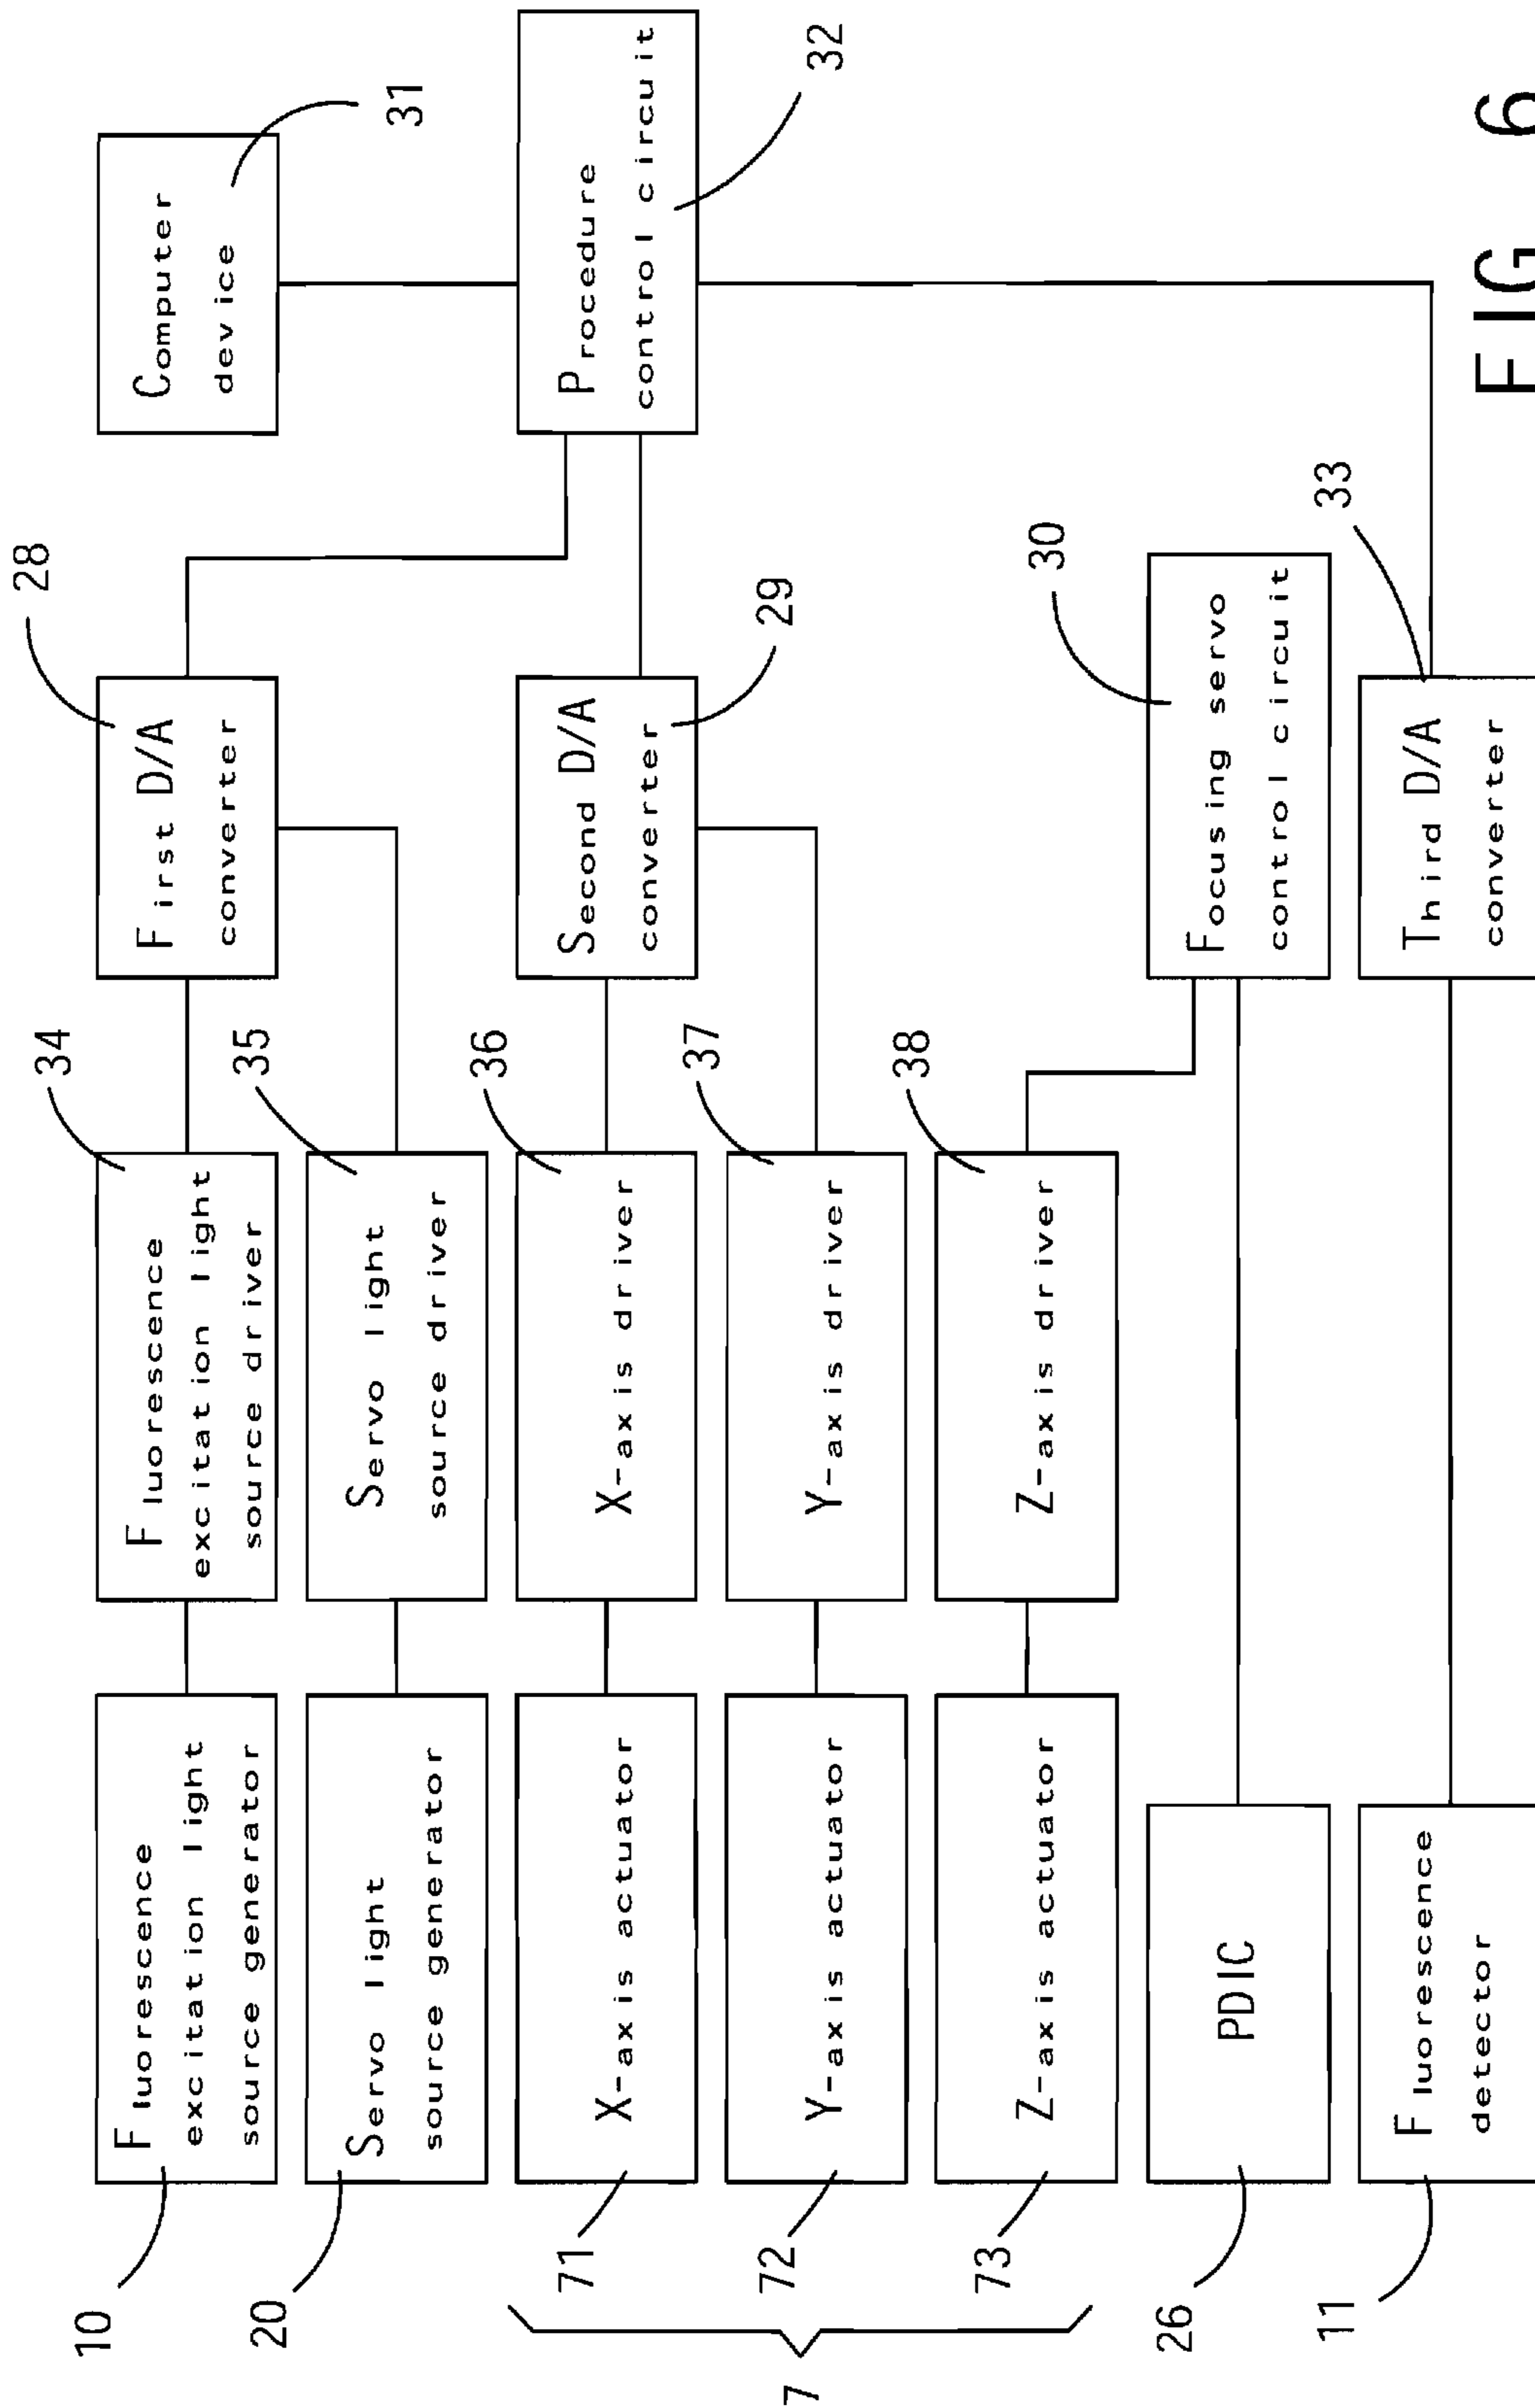 10
Fluorescence
excitation light
source generator
34
Fluorescence
excitation light
source driver
28
First D/A
converter
Computer
device
31
20
Servo light
source generator
35
Servo light
source driver
71
X-axis actuator
36
X-axis driver
Second D/A
converter
29
Procedure
control circuit
32
7
72
Y-axis actuator
37
Y-axis driver
73
Z-axis actuator
38
Z-axis driver
26
PDIC
30
Focusing servo
control circuit
11
Fluorescence
detector
33
Third D/A
converter
FIG 6